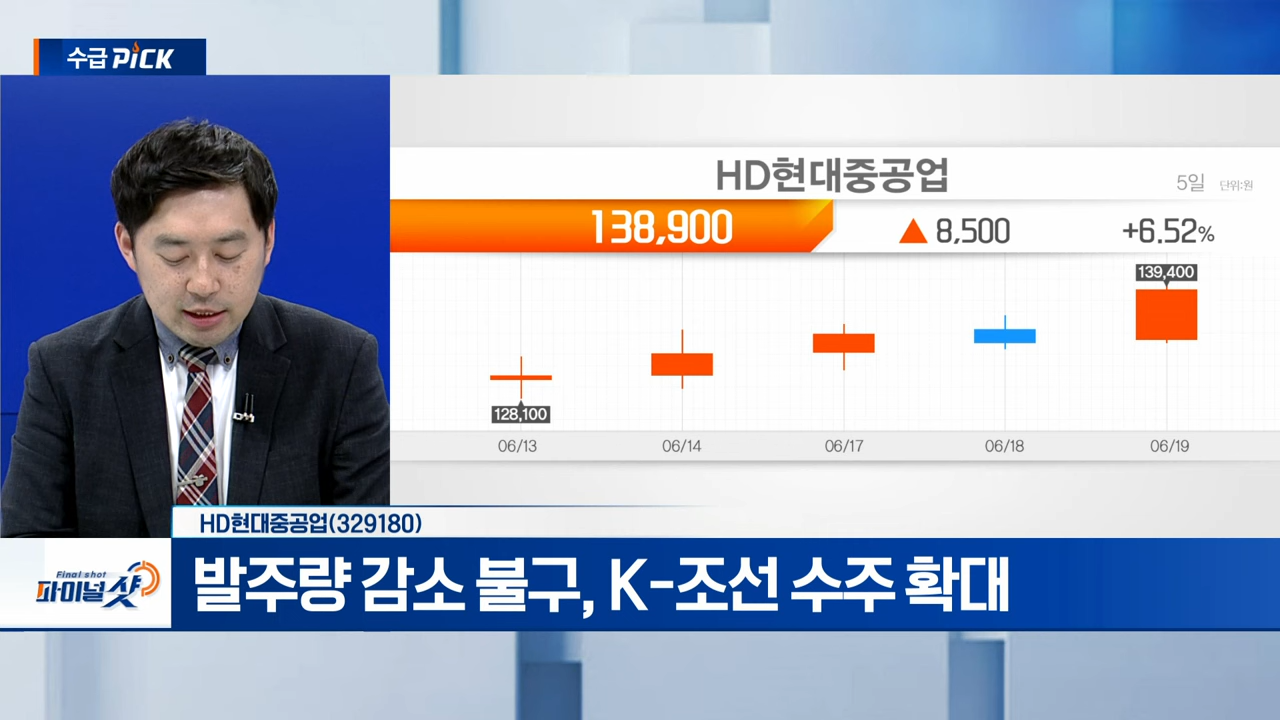 수급 PiCK
HD현대중공업
5일 단위:원
138,900 ▲ 8,500 +6.52%
139,400
128,100
06/13 06/14 06/17 06/18 06/19
HD현대중공업(329180)
Final shot
파이널샷
발주량 감소 불구, K-조선 수주 확대